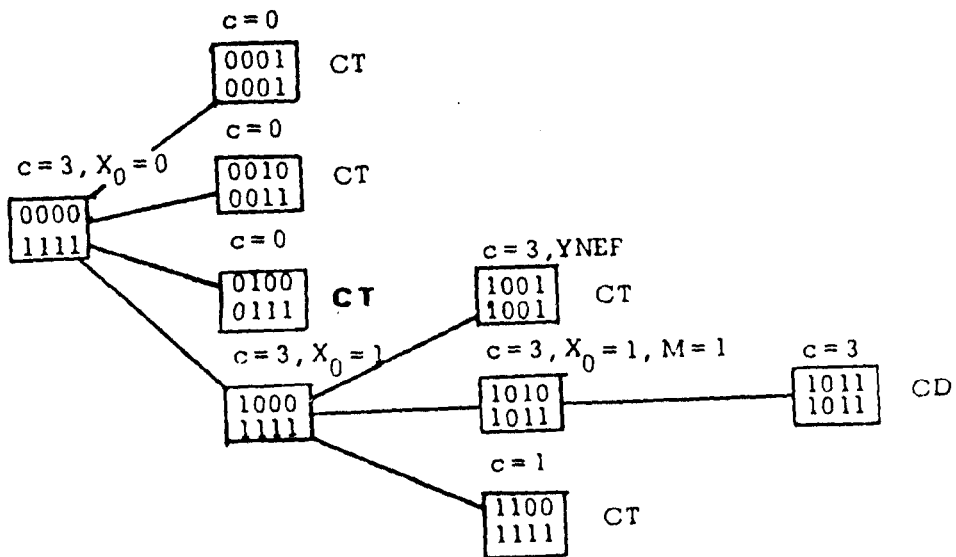 c=0
0001 CT
0001
c=0
c=3, X₀=0
0010 CT
0011
0000
1111
c=0
0100 CT
0111
c=3, YNEF
1001 CT
1001
c=3, X₀=1
c=3, X₀=1, M=1
c=3
1000
1111
1010
1011
1011 CD
1011
c=1
1100 CT
1111